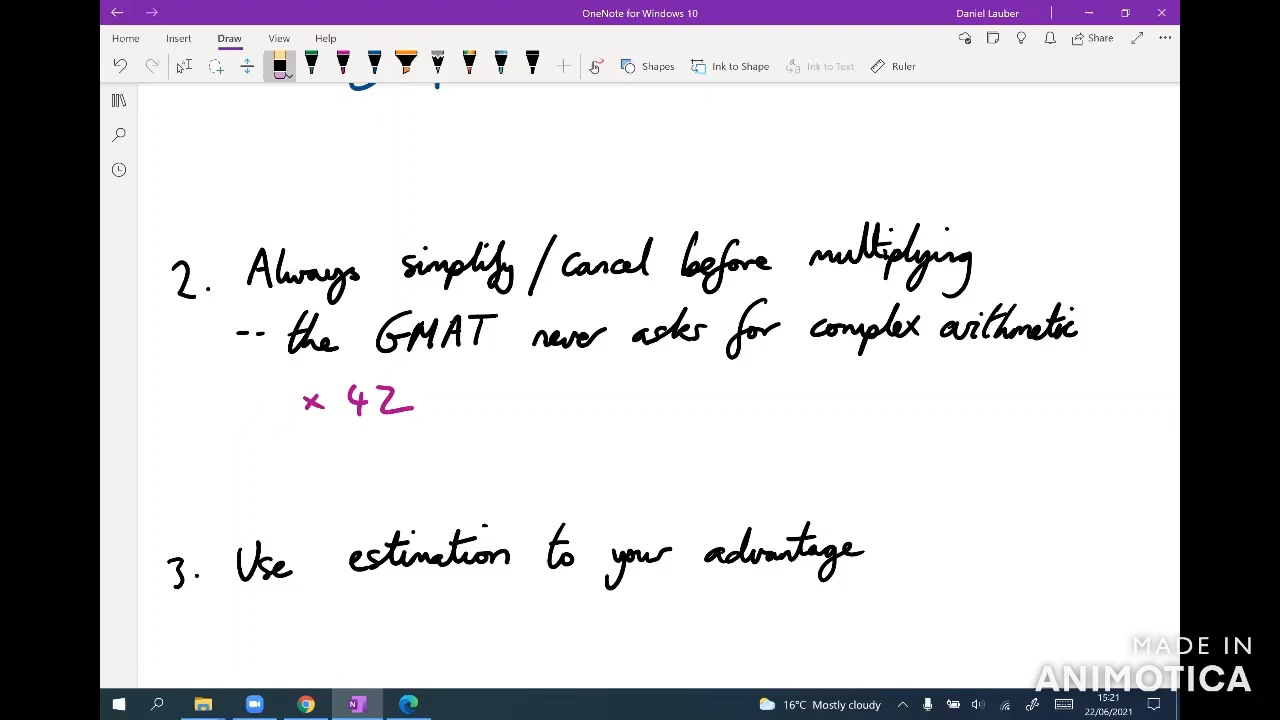 OneNote for Windows 10
Daniel Lauber
Home Insert Draw View Help
Share
Shapes Ink to Shape Ink to Text Ruler
2. Always simplify/cancel before multiplying
-- the GMAT never asks for complex arithmetic
× 42
3. Use estimation to your advantage
MADE IN
ANIMOTICA
16°C Mostly cloudy
15:21
22/06/2021